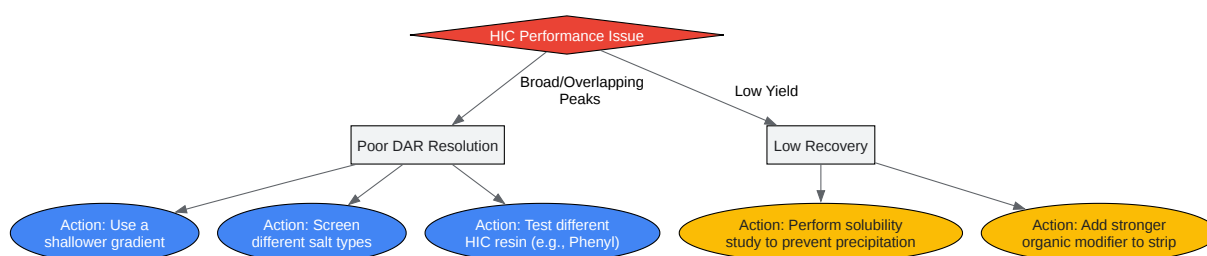 HIC Performance Issue
Broad/Overlapping
Peaks
Low Yield
Poor DAR Resolution
Low Recovery
Action: Use a
shallower gradient
Action: Screen
different salt types
Action: Test different
HIC resin (e.g., Phenyl)
Action: Perform solubility
study to prevent precipitation
Action: Add stronger
organic modifier to strip